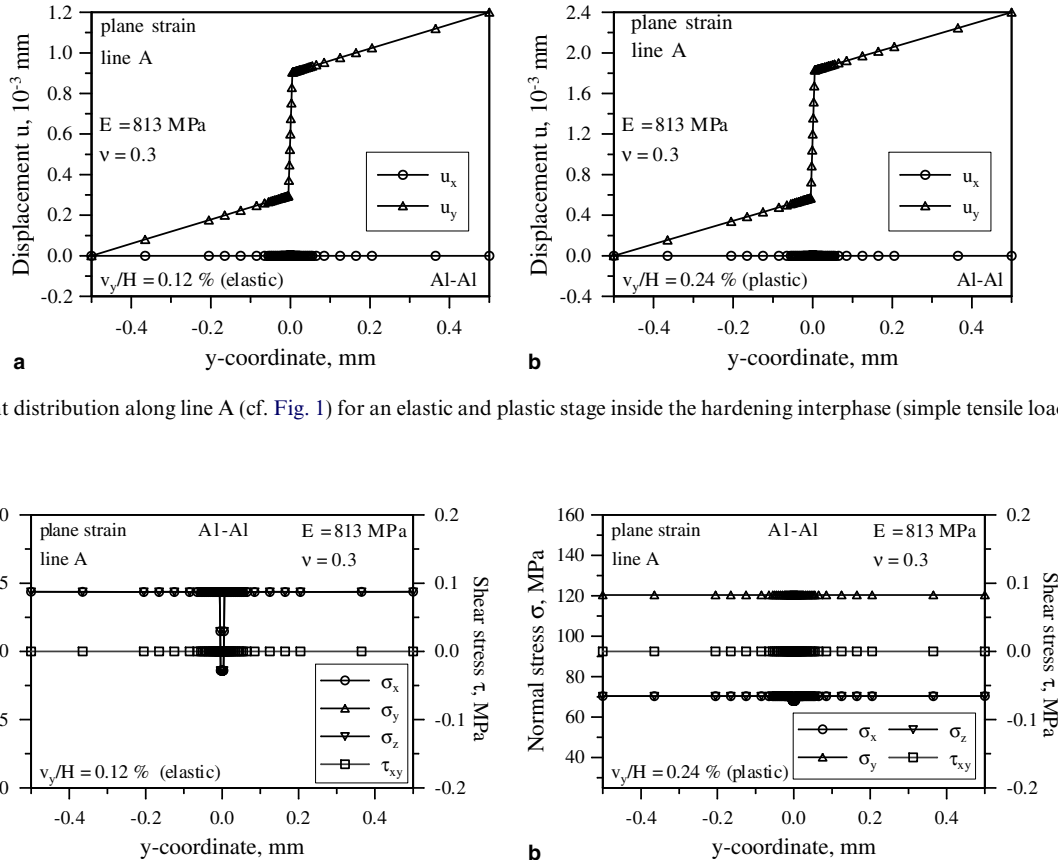 1.2
1.0
0.8
0.6
0.4
0.2
0.0
-0.2
Displacement u, 10⁻³ mm
plane strain
line A
E = 813 MPa
ν = 0.3
uₓ
u_y
v_y/H = 0.12 % (elastic)
Al-Al
-0.4 -0.2 0.0 0.2 0.4
y-coordinate, mm
a
2.4
2.0
1.6
1.2
0.8
0.4
0.0
-0.4
Displacement u, 10⁻³ mm
plane strain
line A
E = 813 MPa
ν = 0.3
uₓ
u_y
v_y/H = 0.24 % (plastic)
Al-Al
-0.4 -0.2 0.0 0.2 0.4
y-coordinate, mm
b
t distribution along line A (cf. Fig. 1) for an elastic and plastic stage inside the hardening interphase (simple tensile loa
0
5
0
5
0
plane strain
line A
Al-Al
E = 813 MPa
ν = 0.3
σₓ
σ_y
σ_z
τ_xy
v_y/H = 0.12 % (elastic)
0.2
0.1
0.0
-0.1
-0.2
Shear stress τ, MPa
-0.4 -0.2 0.0 0.2 0.4
y-coordinate, mm
160
140
120
100
80
60
40
Normal stress σ, MPa
plane strain
line A
Al-Al
E = 813 MPa
ν = 0.3
σₓ σ_z
σ_y τ_xy
v_y/H = 0.24 % (plastic)
0.2
0.1
0.0
-0.1
-0.2
Shear stress τ, MPa
-0.4 -0.2 0.0 0.2 0.4
y-coordinate, mm
b